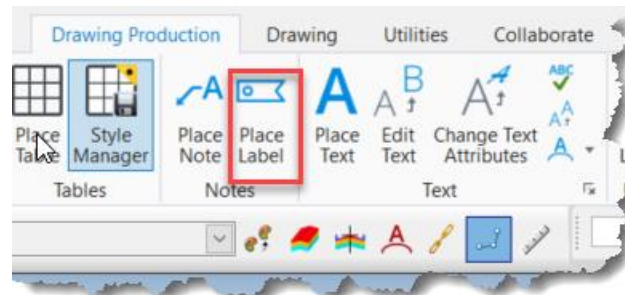 Drawing Production Drawing Utilities Collaborate
Place Table
Style Manager
Place Note
Place Label
Place Text
Edit Text
Change Text Attributes
Tables Notes Text